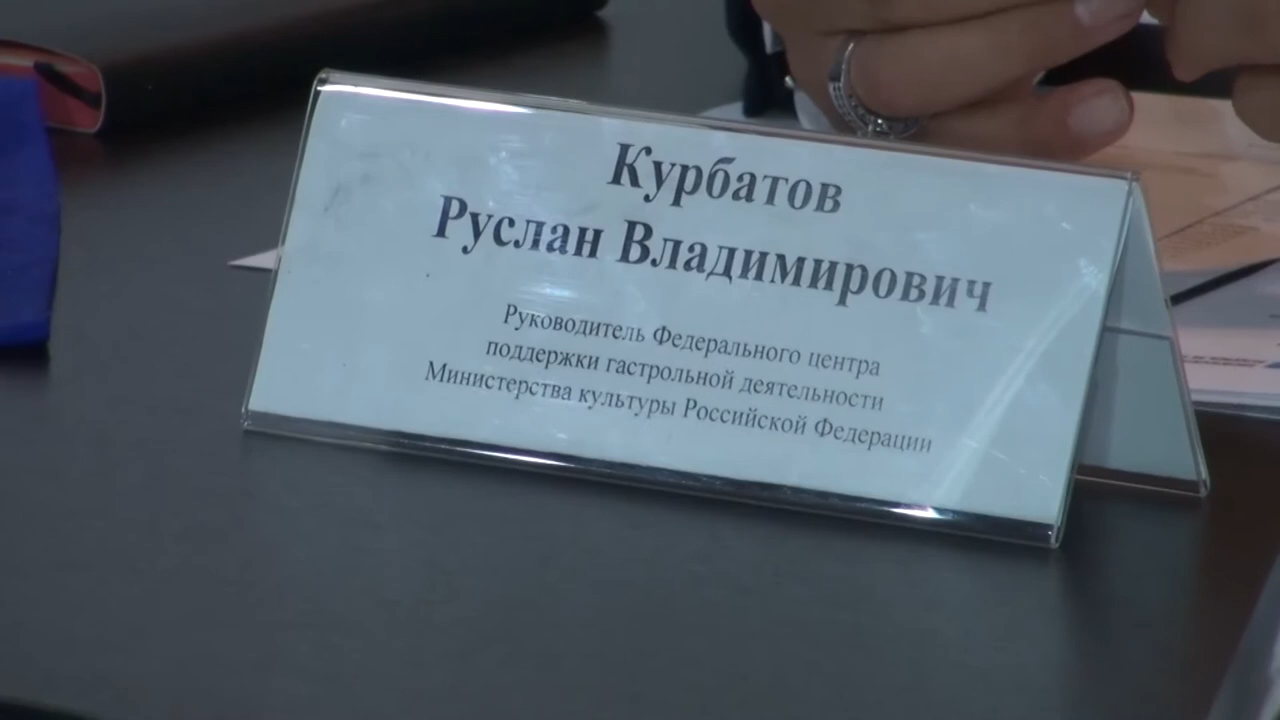 Курбатов
Руслан Владимирович
Руководитель Федерального центра
поддержки гастрольной деятельности
Министерства культуры Российской Федерации